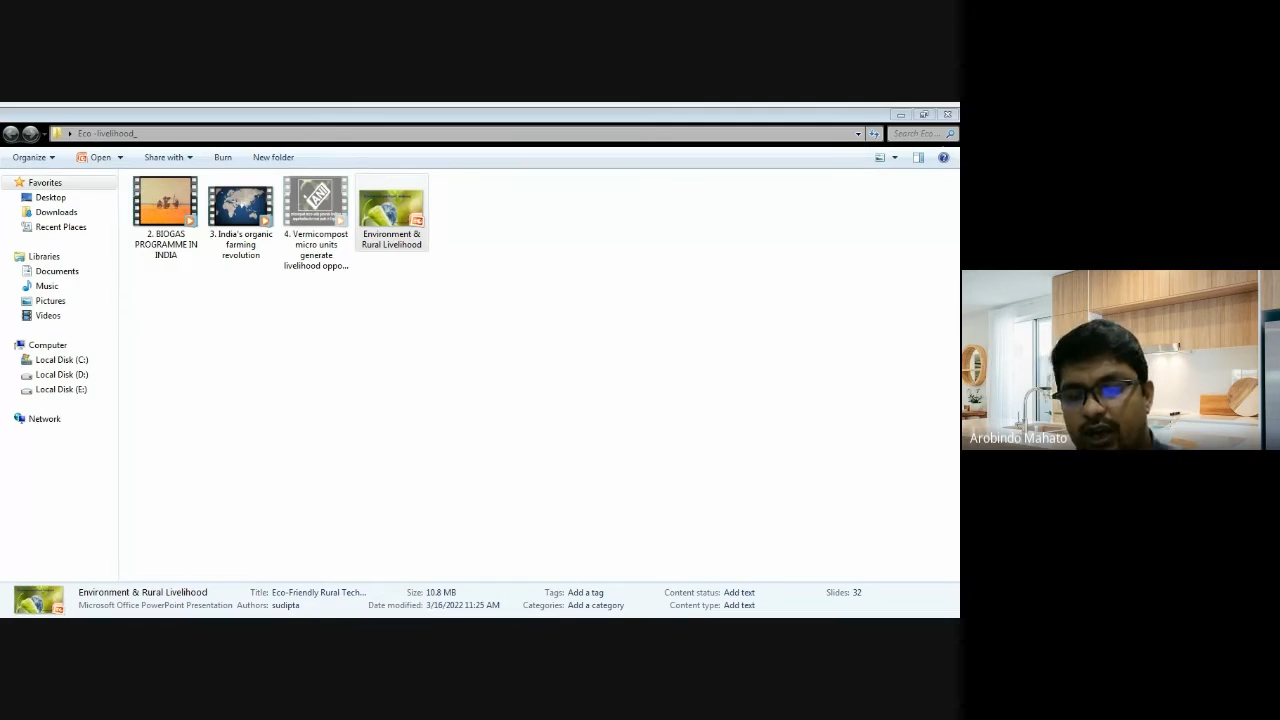 Eco -livelihood_
Search Eco ...
Organize
Open
Share with
Burn
New folder
Favorites
Desktop
Downloads
Recent Places
Libraries
Documents
Music
Pictures
Videos
Computer
Local Disk (C:)
Local Disk (D:)
Local Disk (E:)
Network
2. BIOGAS
PROGRAMME IN
INDIA
3. India's organic
farming
revolution
4. Vermicompost
micro units
generate
livelihood oppo...
Environment &
Rural Livelihood
Arobindo Mahato
Environment & Rural Livelihood
Microsoft Office PowerPoint Presentation
Title: Eco-Friendly Rural Tech...
Authors: sudipta
Size: 10.8 MB
Date modified: 3/16/2022 11:25 AM
Tags: Add a tag
Categories: Add a category
Content status: Add text
Content type: Add text
Slides: 32